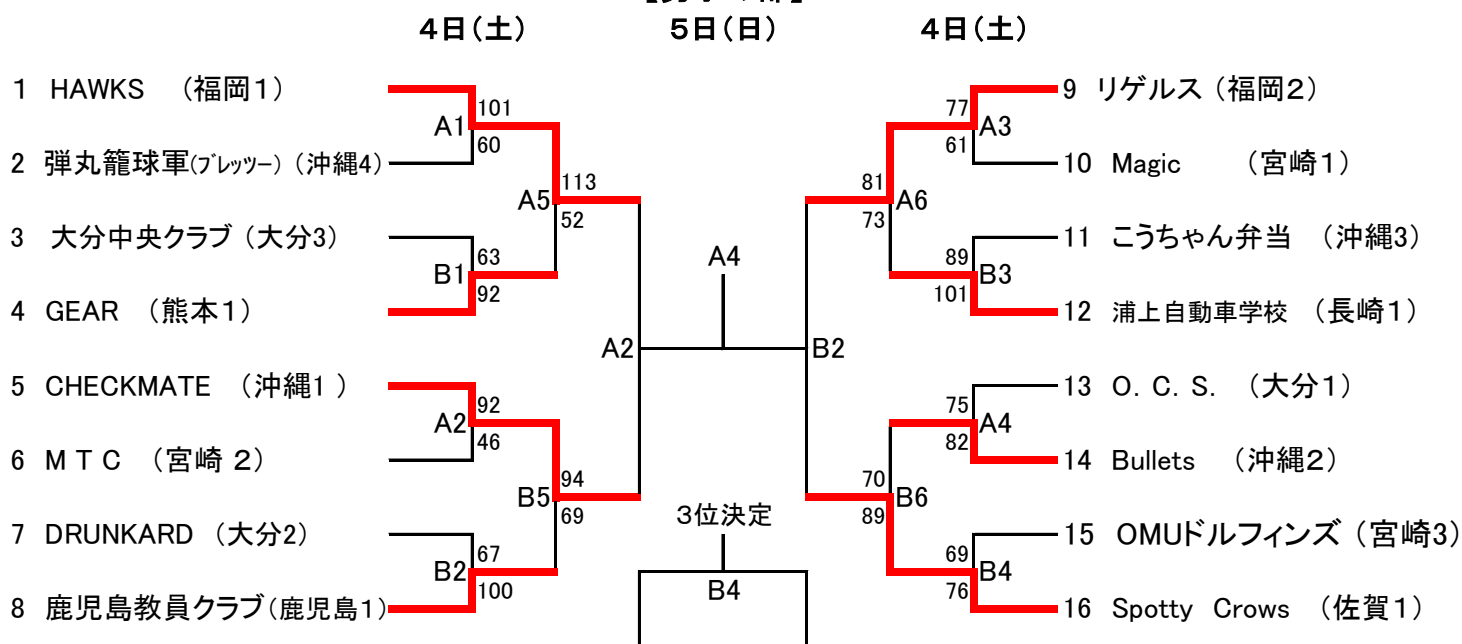 4日(土) 5日(日) 4日(土)
1 HAWKS (福岡1)
101
A1
60
2 弾丸籠球軍(ブレッツー) (沖縄4)
113
A5
52
3 大分中央クラブ (大分3)
63
B1
92
4 GEAR (熊本1)
A2
5 CHECKMATE (沖縄1 )
92
A2
46
6 M T C (宮崎 2)
94
B5
69
7 DRUNKARD (大分2)
67
B2
100
8 鹿児島教員クラブ(鹿児島1)
A4
3位決定
B4
9 リゲルス (福岡2)
77
A3
61
10 Magic (宮崎1)
81
A6
73
11 こうちゃん弁当 (沖縄3)
89
B3
101
12 浦上自動車学校 (長崎1)
B2
13 O. C. S. (大分1)
75
A4
82
14 Bullets (沖縄2)
70
B6
89
15 OMUドルフィンズ (宮崎3)
69
B4
76
16 Spotty Crows (佐賀1)